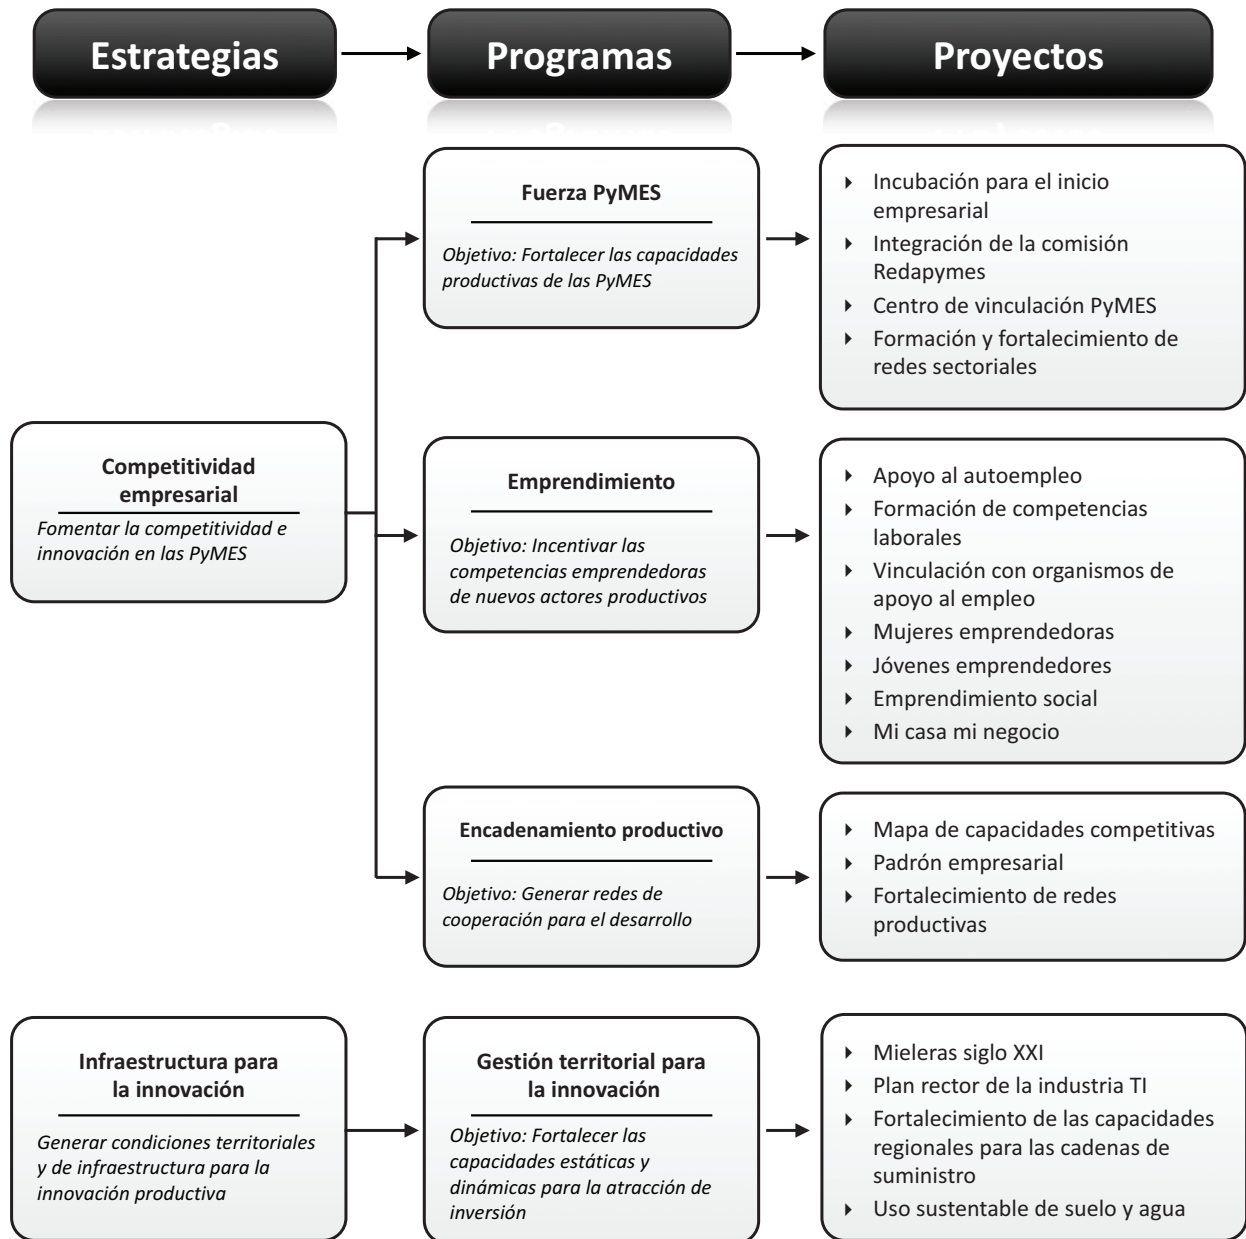 Estrategias
Programas
Proyectos
Fuerza PyMES
Objetivo: Fortalecer las capacidades
productivas de las PyMES
Incubación para el inicio
empresarial
Integración de la comisión
Redapymes
Centro de vinculación PyMES
Formación y fortalecimiento de
redes sectoriales
Competitividad
empresarial
Fomentar la competitividad e
innovación en las PyMES
Emprendimiento
Objetivo: Incentivar las
competencias emprendedoras
de nuevos actores productivos
Apoyo al autoempleo
Formación de competencias
laborales
Vinculación con organismos de
apoyo al empleo
Mujeres emprendedoras
Jóvenes emprendedores
Emprendimiento social
Mi casa mi negocio
Encadenamiento productivo
Objetivo: Generar redes de
cooperación para el desarrollo
Mapa de capacidades competitivas
Padrón empresarial
Fortalecimiento de redes
productivas
Infraestructura para
la innovación
Generar condiciones territoriales
y de infraestructura para la
innovación productiva
Gestión territorial para
la innovación
Objetivo: Fortalecer las
capacidades estáticas y
dinámicas para la atracción de
inversión
Mieleras siglo XXI
Plan rector de la industria TI
Fortalecimiento de las capacidades
regionales para las cadenas de
suministro
Uso sustentable de suelo y agua